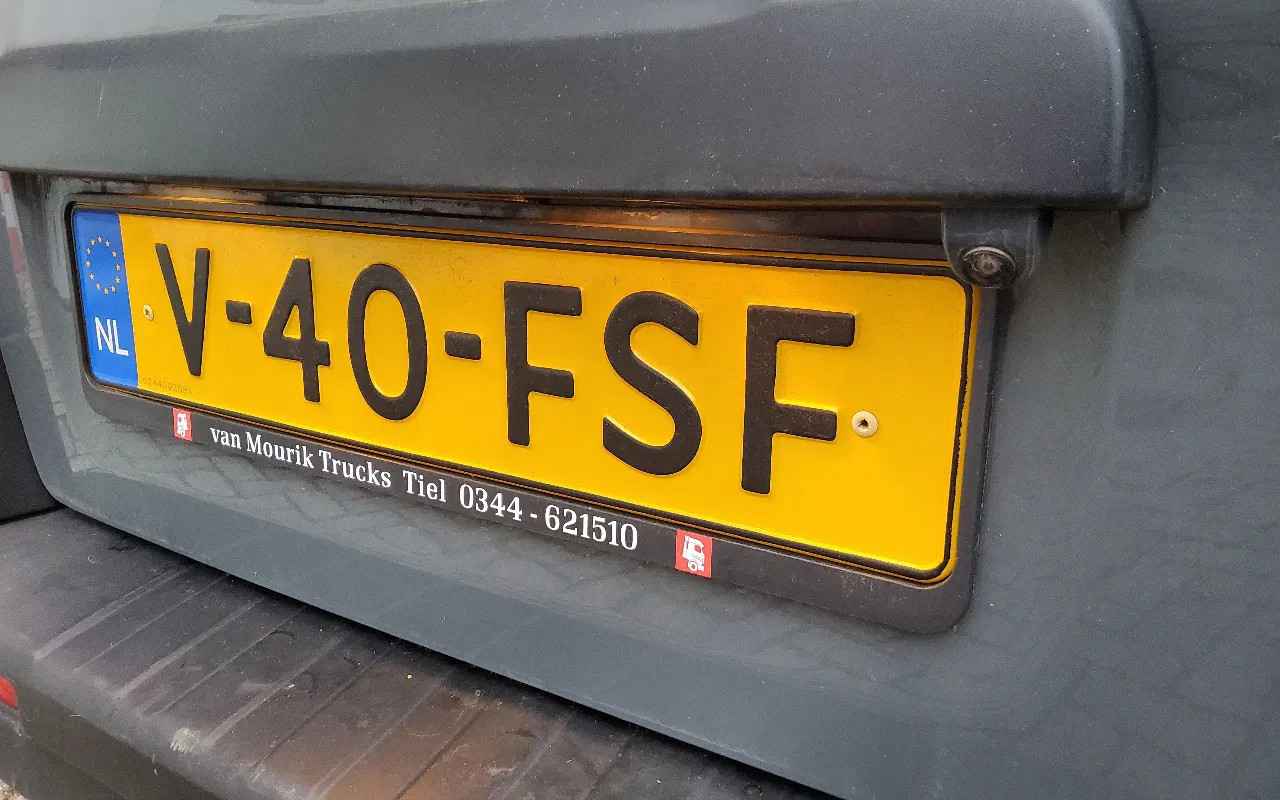 NL
V-40-FSF
van Mourik Trucks Tiel 0344 - 621510